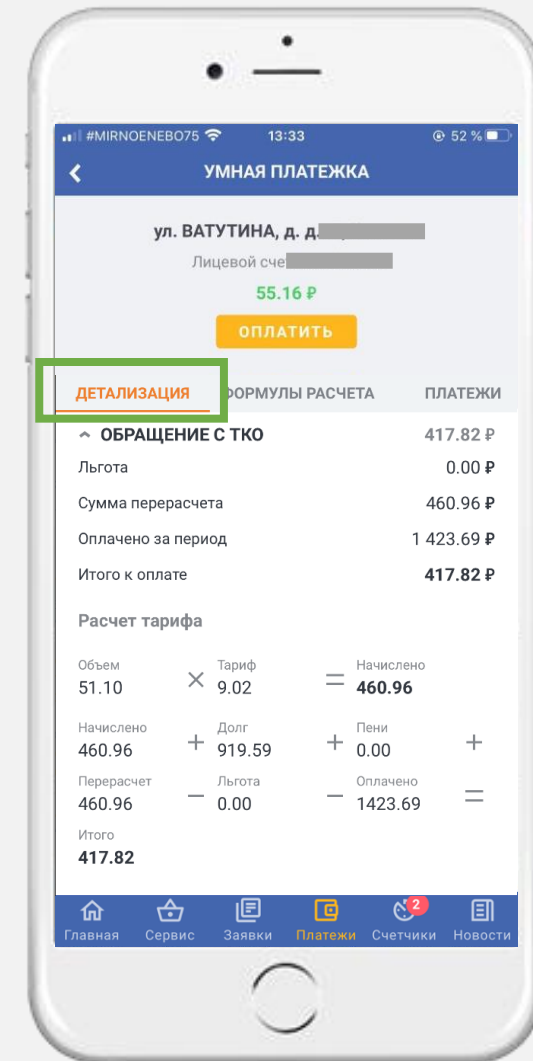 #MIRNOENEBO75 13:33 52 %
УМНАЯ ПЛАТЕЖКА
ул. ВАТУТИНА, д. д.
Лицевой сче
55.16 ₽
ОПЛАТИТЬ
ДЕТАЛИЗАЦИЯ ФОРМУЛЫ РАСЧЕТА ПЛАТЕЖИ
ОБРАЩЕНИЕ С ТКО 417.82 ₽
Льгота 0.00 ₽
Сумма перерасчета 460.96 ₽
Оплачено за период 1 423.69 ₽
Итого к оплате 417.82 ₽
Расчет тарифа
Объем Тариф Начислено
51.10 × 9.02 = 460.96
Начислено Долг Пени
460.96 + 919.59 + 0.00 +
Перерасчет Льгота Оплачено
460.96 − 0.00 − 1423.69 =
Итого
417.82
2
Главная Сервис Заявки Платежи Счетчики Новости